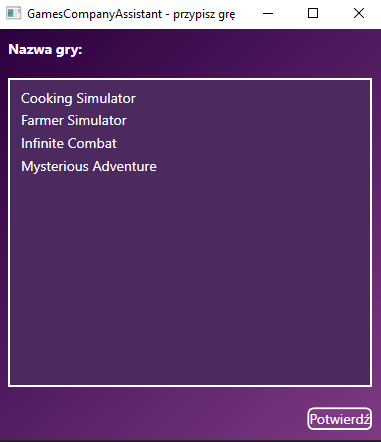 GamesCompanyAssistant - przypisz grę
Nazwa gry:
Cooking Simulator
Farmer Simulator
Infinite Combat
Mysterious Adventure
Potwierdź